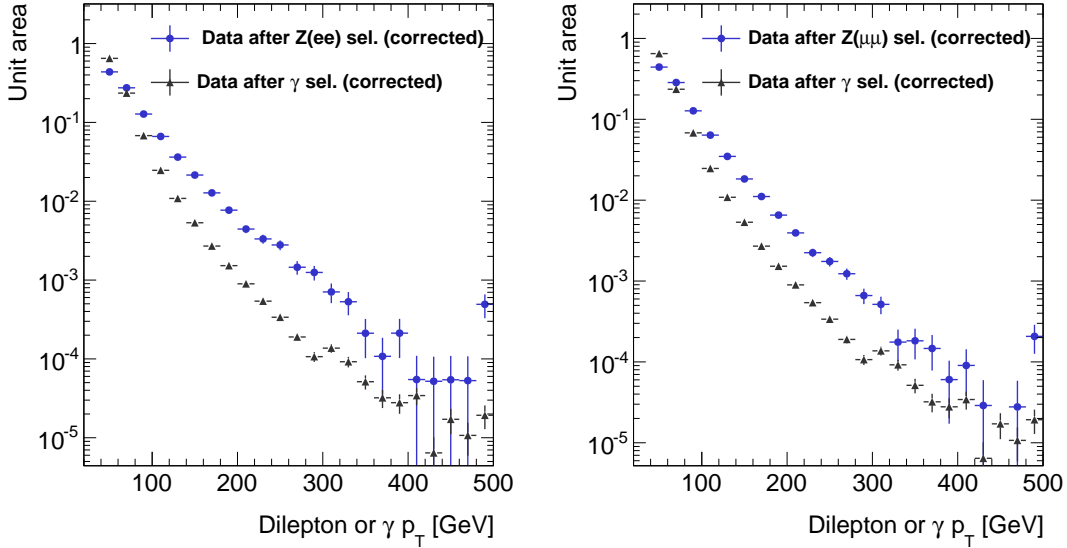 Unit area
Data after Z(ee) sel. (corrected)
Data after γ sel. (corrected)
1
10^-1
10^-2
10^-3
10^-4
10^-5
100 200 300 400 500
Dilepton or γ p_T [GeV]
Unit area
Data after Z(μμ) sel. (corrected)
Data after γ sel. (corrected)
1
10^-1
10^-2
10^-3
10^-4
10^-5
100 200 300 400 500
Dilepton or γ p_T [GeV]